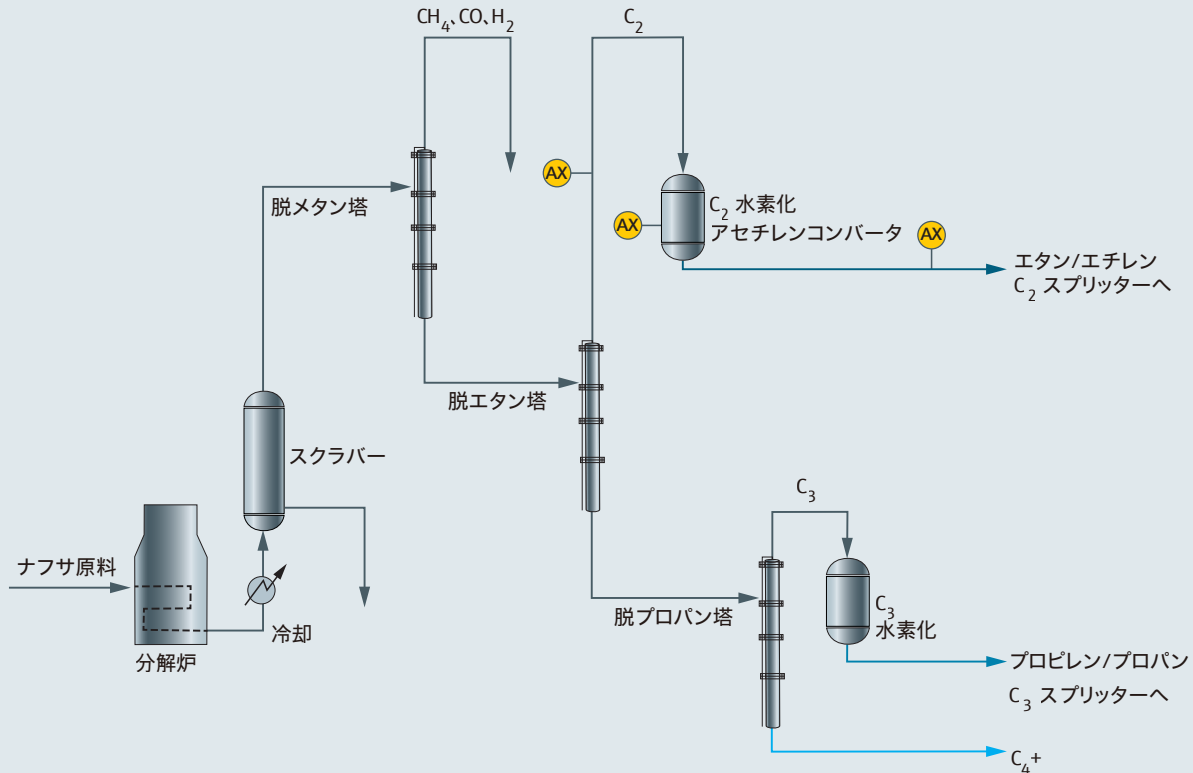 CH₄、CO、H₂
C₂
AX
脱メタン塔
C₂ 水素化
アセチレンコンバータ
AX
AX
エタン/エチレン
C₂ スプリッターへ
脱エタン塔
スクラバー
C₃
ナフサ原料
脱プロパン塔
C₃
水素化
冷却
分解炉
プロピレン/プロパン
C₃ スプリッターへ
C₄+